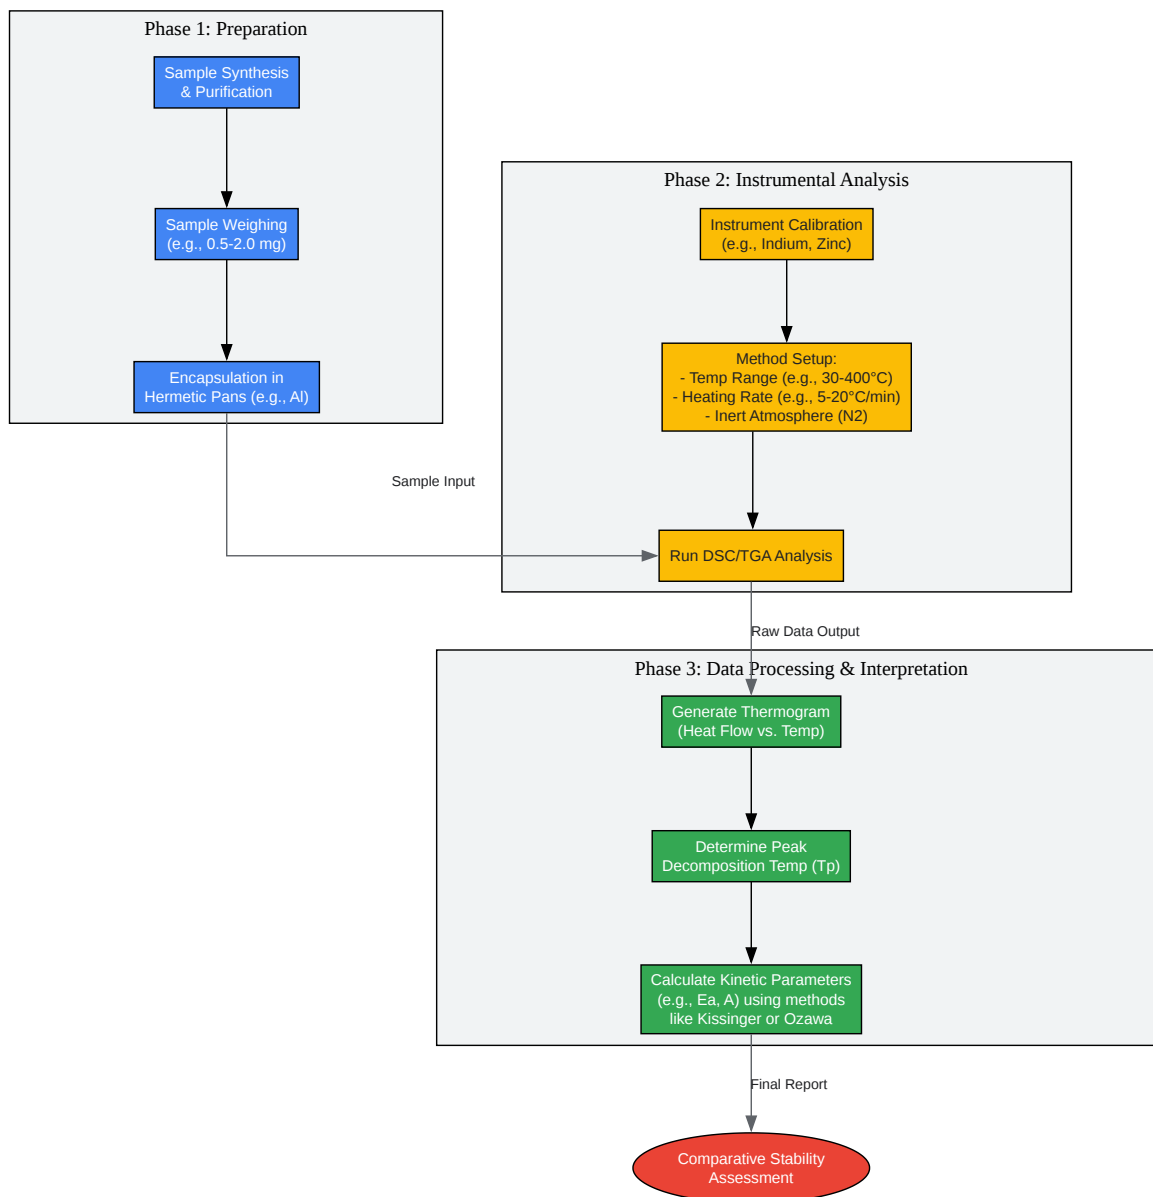 Phase 1: Preparation
Sample Synthesis
& Purification
Sample Weighing
(e.g., 0.5-2.0 mg)
Encapsulation in
Hermetic Pans (e.g., Al)
Sample Input
Phase 2: Instrumental Analysis
Instrument Calibration
(e.g., Indium, Zinc)
Method Setup:
- Temp Range (e.g., 30-400°C)
- Heating Rate (e.g., 5-20°C/min)
- Inert Atmosphere (N2)
Run DSC/TGA Analysis
Raw Data Output
Phase 3: Data Processing & Interpretation
Generate Thermogram
(Heat Flow vs. Temp)
Determine Peak
Decomposition Temp (Tp)
Calculate Kinetic Parameters
(e.g., Ea, A) using methods
like Kissinger or Ozawa
Final Report
Comparative Stability
Assessment